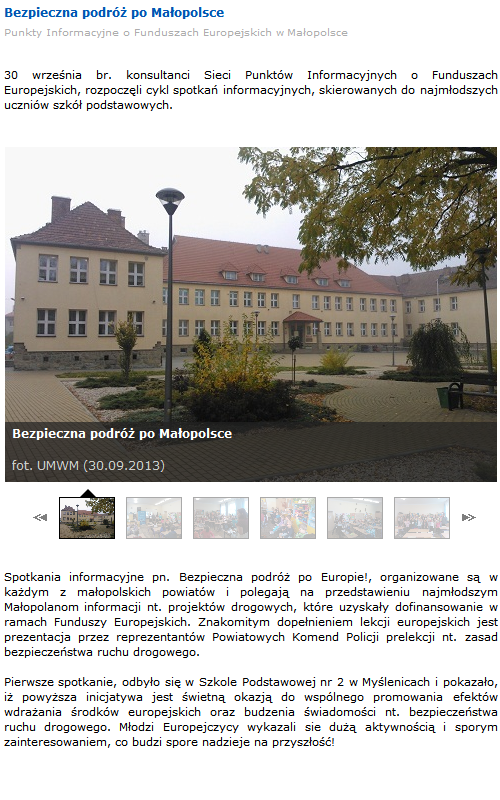 Bezpieczna podróż po Małopolsce
Punkty Informacyjne o Funduszach Europejskich w Małopolsce
30 września br. konsultanci Sieci Punktów Informacyjnych o Funduszach
Europejskich, rozpoczęli cykl spotkań informacyjnych, skierowanych do najmłodszych
uczniów szkół podstawowych.
Bezpieczna podróż po Małopolsce
fot. UMWM (30.09.2013)
Spotkania informacyjne pn. Bezpieczna podróż po Europie!, organizowane są w
każdym z małopolskich powiatów i polegają na przedstawieniu najmłodszym
Małopolanom informacji nt. projektów drogowych, które uzyskały dofinansowanie w
ramach Funduszy Europejskich. Znakomitym dopełnieniem lekcji europejskich jest
prezentacja przez reprezentantów Powiatowych Komend Policji prelekcji nt. zasad
bezpieczeństwa ruchu drogowego.
Pierwsze spotkanie, odbyło się w Szkole Podstawowej nr 2 w Myślenicach i pokazało,
iż powyższa inicjatywa jest świetną okazją do wspólnego promowania efektów
wdrażania środków europejskich oraz budzenia świadomości nt. bezpieczeństwa
ruchu drogowego. Młodzi Europejczycy wykazali sie dużą aktywnością i sporym
zainteresowaniem, co budzi spore nadzieje na przyszłość!